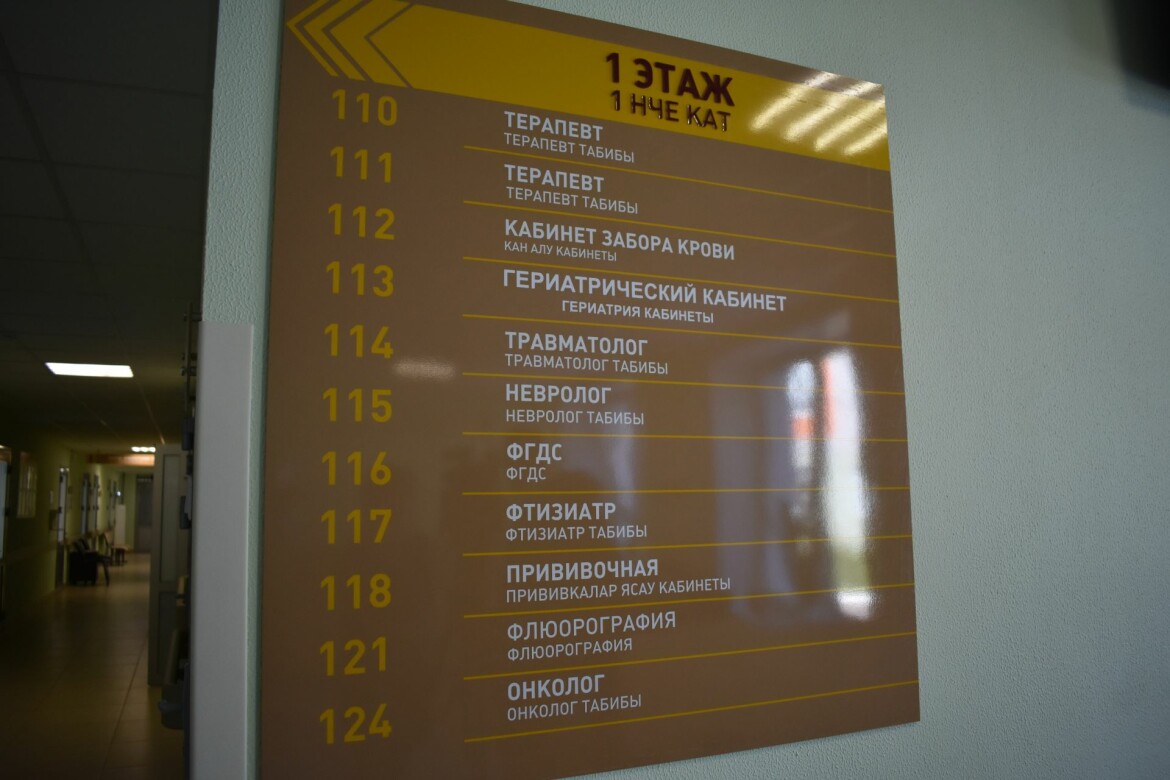 1 ЭТАЖ
1 НЧЕ КАТ
110
ТЕРАПЕВТ
ТЕРАПЕВТ ТАБИБЫ
111
ТЕРАПЕВТ
ТЕРАПЕВТ ТАБИБЫ
112
КАБИНЕТ ЗАБОРА КРОВИ
КАН АЛУ КАБИНЕТЫ
113
ГЕРИАТРИЧЕСКИЙ КАБИНЕТ
ГЕРИАТРИЯ КАБИНЕТЫ
114
ТРАВМАТОЛОГ
ТРАВМАТОЛОГ ТАБИБЫ
115
НЕВРОЛОГ
НЕВРОЛОГ ТАБИБЫ
116
ФГДС
ФГДС
117
ФТИЗИАТР
ФТИЗИАТР ТАБИБЫ
118
ПРИВИВОЧНАЯ
ПРИВИВКАЛАР ЯСАУ КАБИНЕТЫ
121
ФЛЮОРОГРАФИЯ
ФЛЮОРОГРАФИЯ
124
ОНКОЛОГ
ОНКОЛОГ ТАБИБЫ